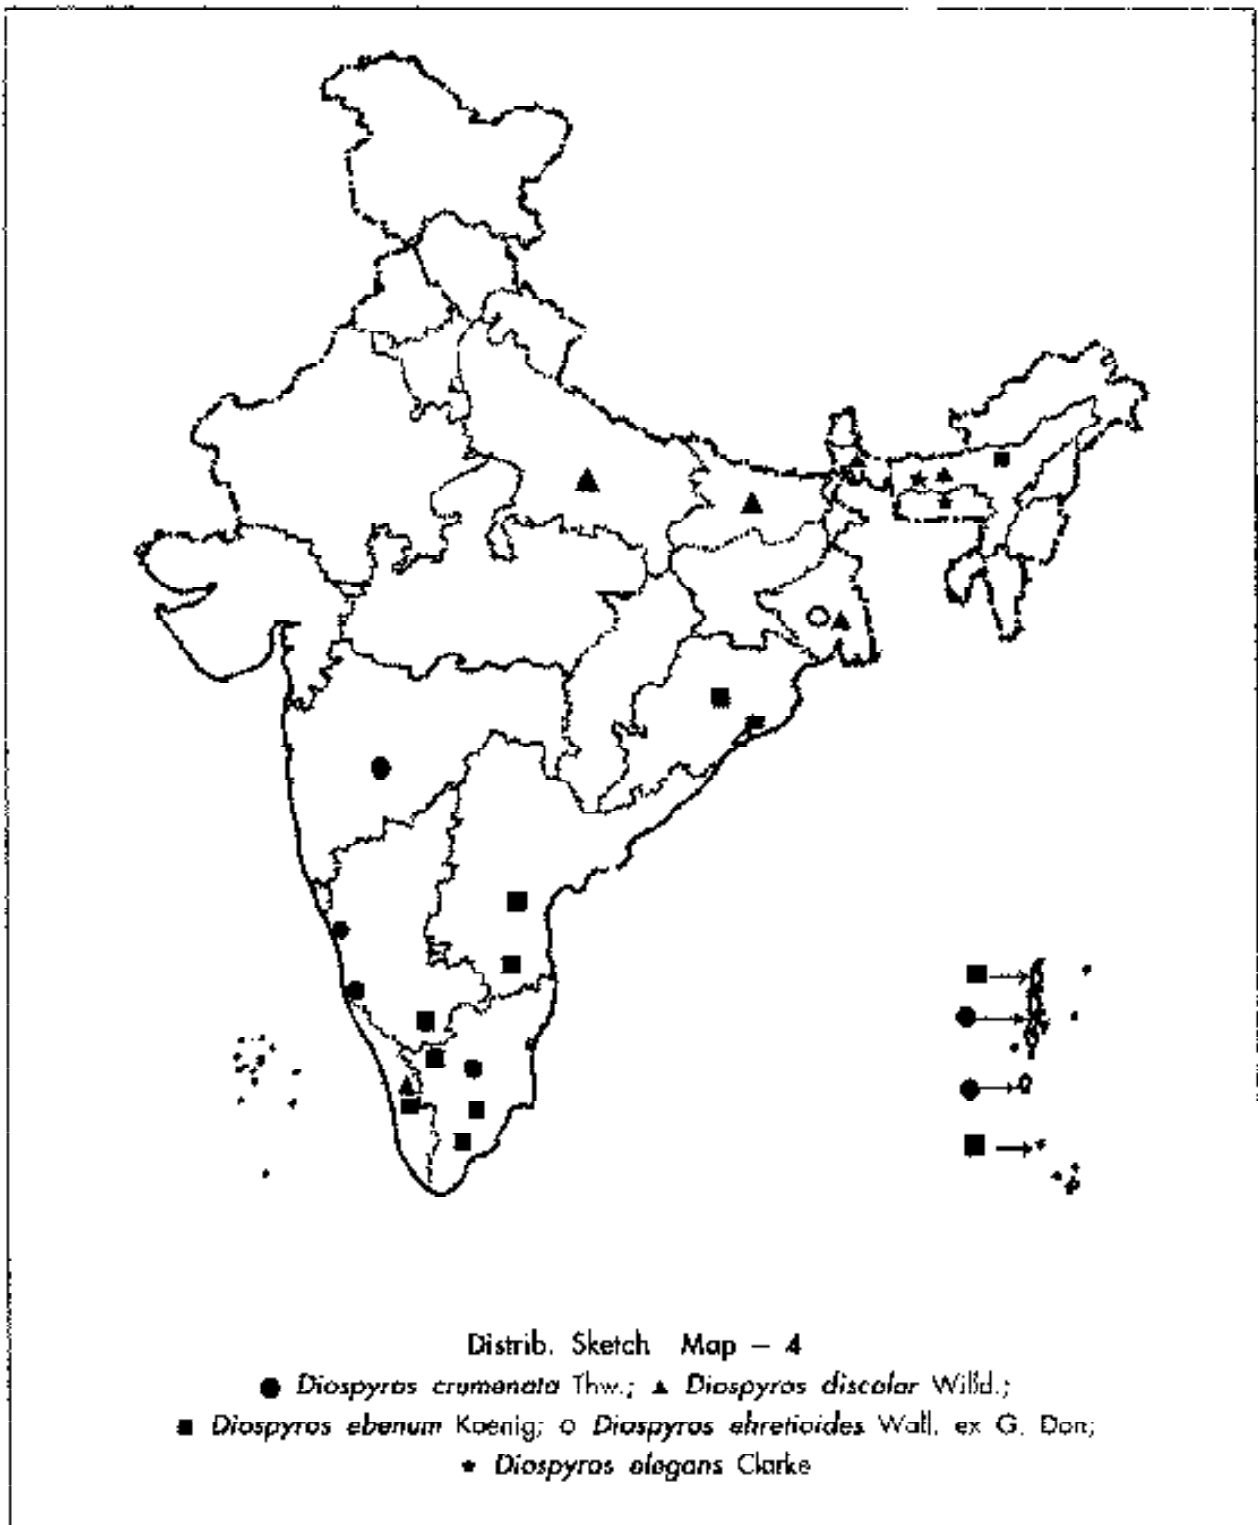 Distrib. Sketch Map – 4
● Diospyros crumenata Thw.; ▲ Diospyros discolor Willd.;
■ Diospyros ebenum Koenig; o Diospyros ehretioides Wall. ex G. Don;
★ Diospyros elegans Clarke